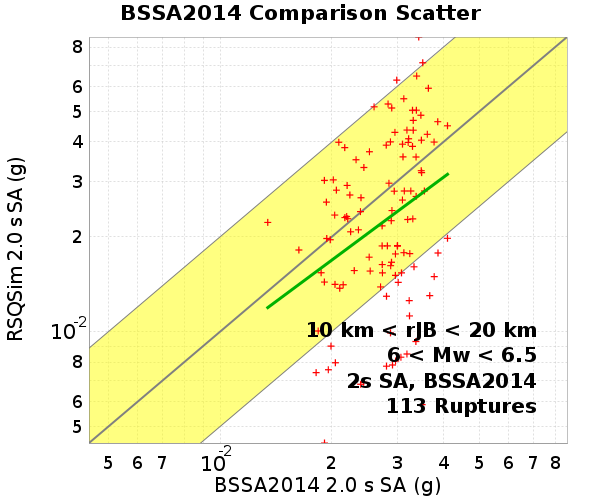 BSSA2014 Comparison Scatter
8
6
5
4
3
2
10-2
8
6
5
RSQSim 2.0 s SA (g)
10 km < rJB < 20 km
6 < Mw < 6.5
2s SA, BSSA2014
113 Ruptures
5 6 7 10-2 2 3 4 5 6 7 8
BSSA2014 2.0 s SA (g)